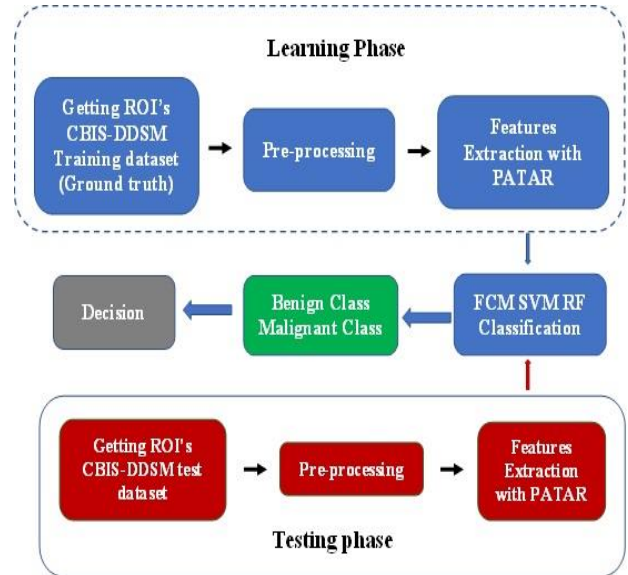 Learning Phase
Getting ROI’s
CBIS-DDSM
Training dataset
(Ground truth)
Pre-processing
Features
Extraction with
PATAR
Decision
Benign Class
Malignant Class
FCM SVM RF
Classification
Getting ROI's
CBIS-DDSM test
dataset
Pre-processing
Features
Extraction
with PATAR
Testing phase